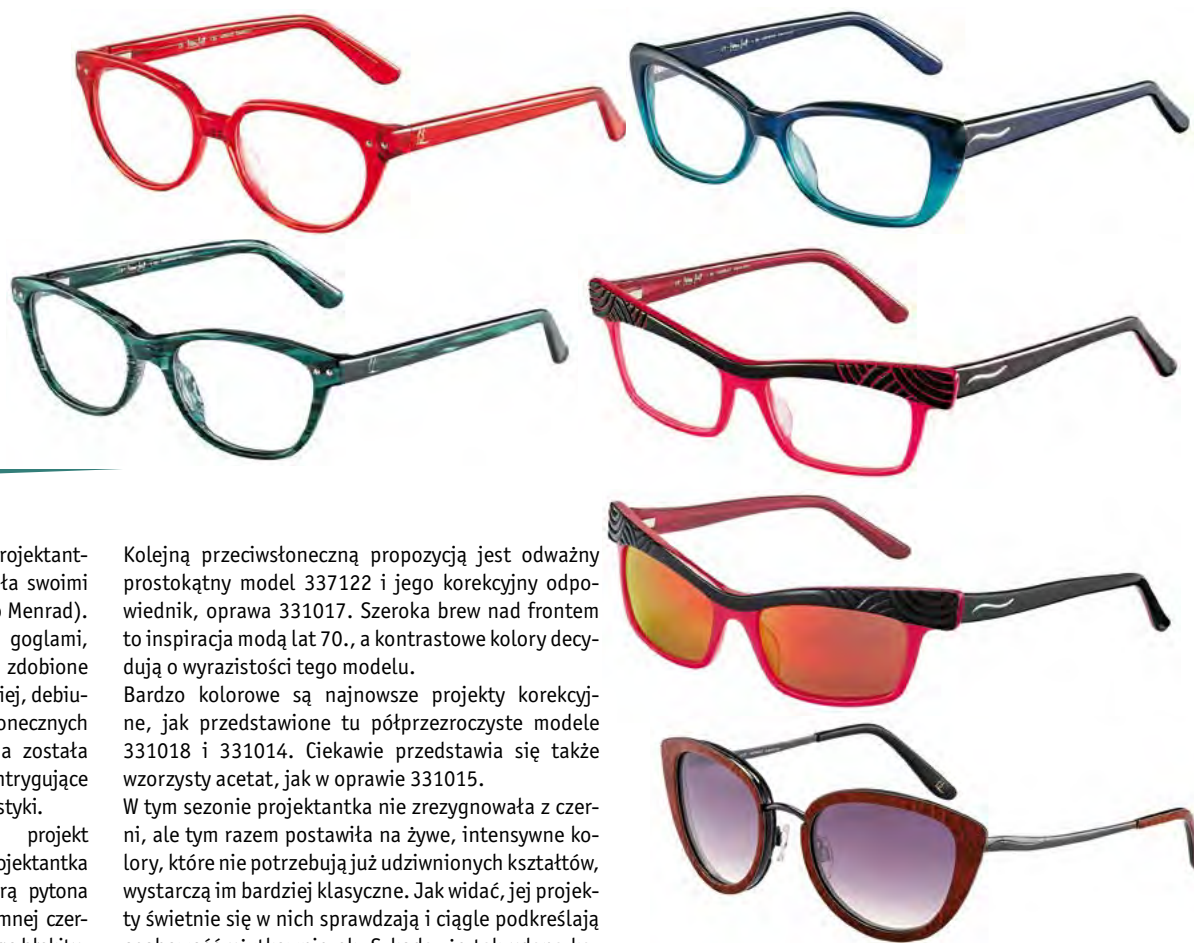 rojektant-
ła swoimi
o Menrad).
goglami,
zdobione
iej, debiu-
onecznych
a została
ntrygujące
styki.
projekt
ojektantka
rą pytona
mnej czer-
Kolejną przeciwsłoneczną propozycją jest odważny
prostokątny model 337122 i jego korekcyjny odpo-
wiednik, oprawa 331017. Szeroka brew nad frontem
to inspiracja modą lat 70., a kontrastowe kolory decy-
dują o wyrazistości tego modelu.
Bardzo kolorowe są najnowsze projekty korekcyj-
ne, jak przedstawione tu półprzezroczyste modele
331018 i 331014. Ciekawie przedstawia się także
wzorzysty acetat, jak w oprawie 331015.
W tym sezonie projektantka nie zrezygnowała z czer-
ni, ale tym razem postawiła na żywe, intensywne ko-
lory, które nie potrzebują już udziwnionych kształtów,
wystarczą im bardziej klasyczne. Jak widać, jej projek-
ty świetnie się w nich sprawdzają i ciągle podkreślają